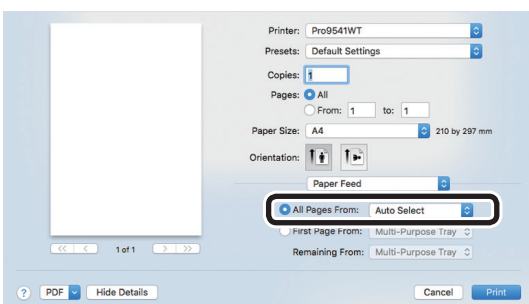 Printer: Pro9541WT
Presets: Default Settings
Copies: 1
Pages: All
From: 1 to: 1
Paper Size: A4 210 by 297 mm
Orientation:
Paper Feed
All Pages From: Auto Select
First Page From: Multi-Purpose Tray
Remaining From: Multi-Purpose Tray
<< < 1 of 1 > >>
? PDF Hide Details Cancel Print